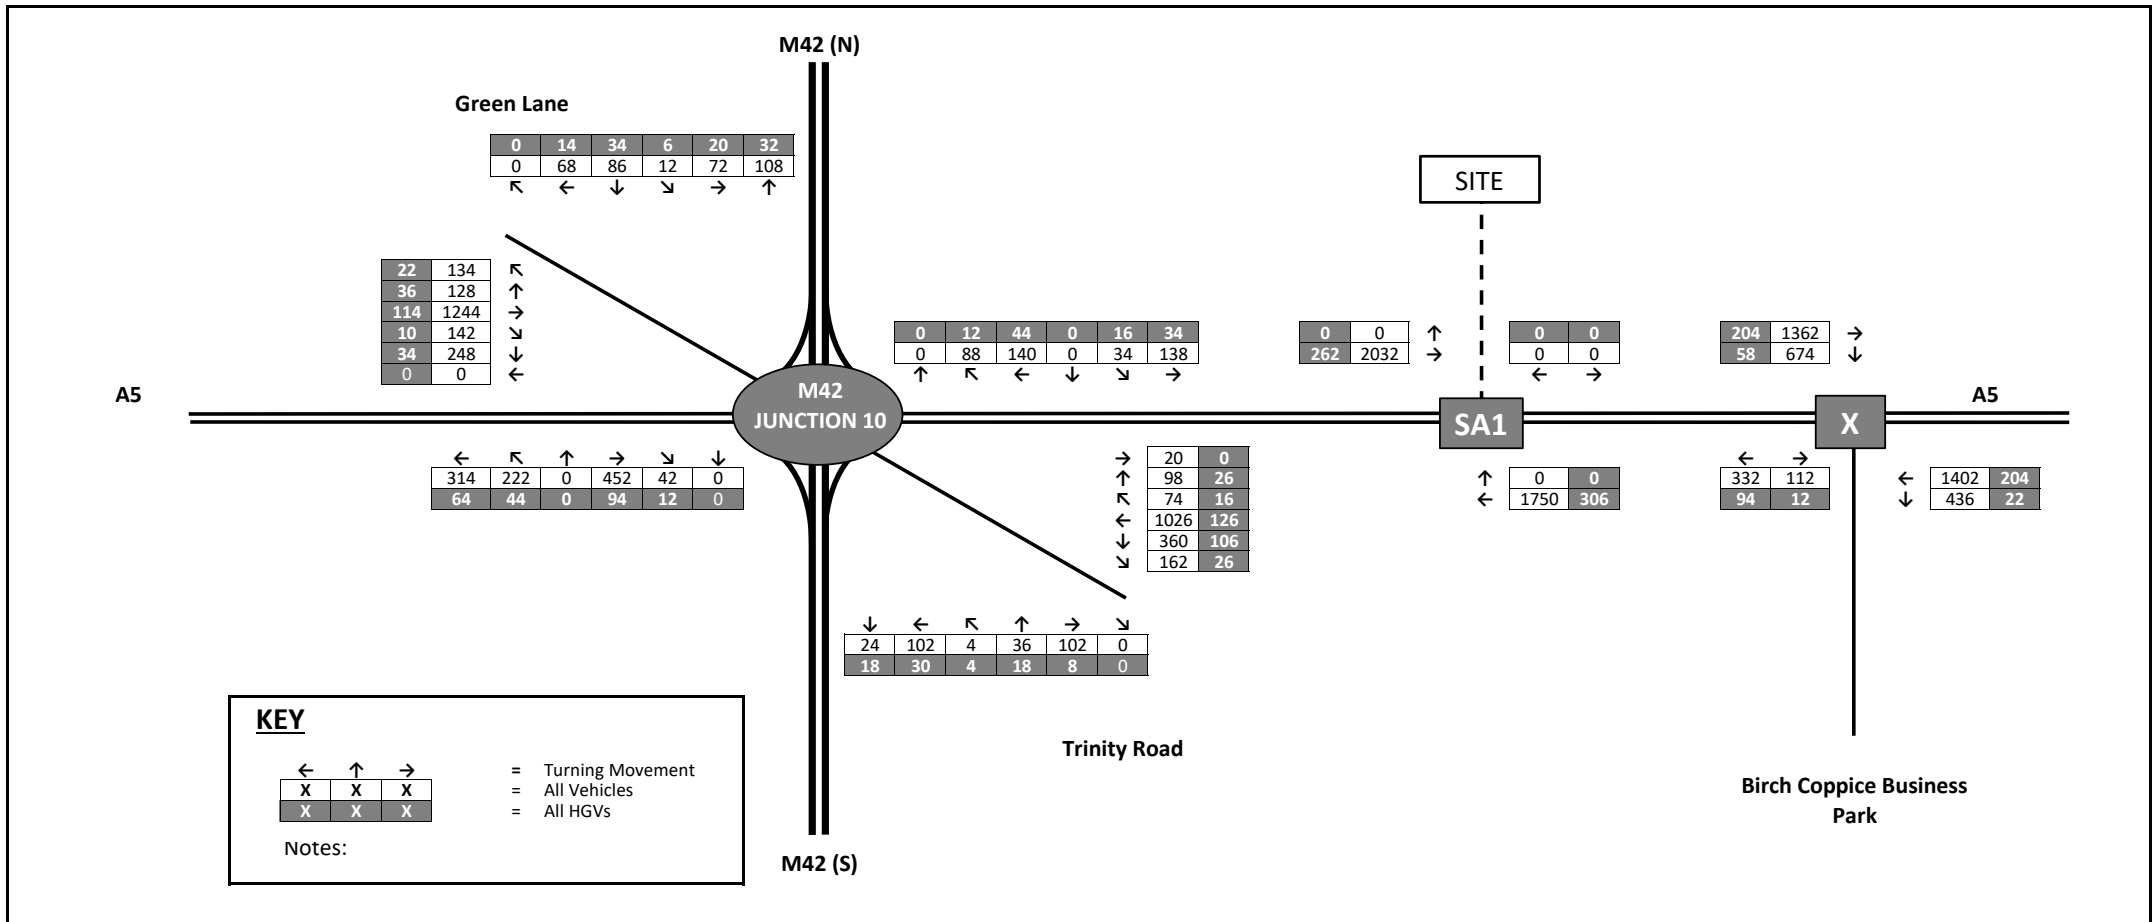 M42 (N)
Green Lane
0 14 34 6 20 32
0 68 86 12 72 108
↖ ← ↓ ↘ → ↑
SITE
22 134 ↖
36 128 ↑
114 1244 →
10 142 ↘
34 248 ↓
0 0 ←
0 12 44 0 16 34
0 88 140 0 34 138
↑ ↖ ← ↓ ↘ →
0 0 ↑
262 2032 →
0 0
0 0
← →
204 1362 →
58 674 ↓
A5
M42
JUNCTION 10
SA1
X
A5
← ↖ ↑ → ↘ ↓
314 222 0 452 42 0
64 44 0 94 12 0
→ 20 0
↑ 98 26
↖ 74 16
← 1026 126
↓ 360 106
↘ 162 26
↑ 0 0
← 1750 306
← →
332 112
94 12
← 1402 204
↓ 436 22
↓ ← ↖ ↑ → ↘
24 102 4 36 102 0
18 30 4 18 8 0
Trinity Road
KEY
← ↑ → = Turning Movement
X X X = All Vehicles
X X X = All HGVs
Notes:
M42 (S)
Birch Coppice Business
Park